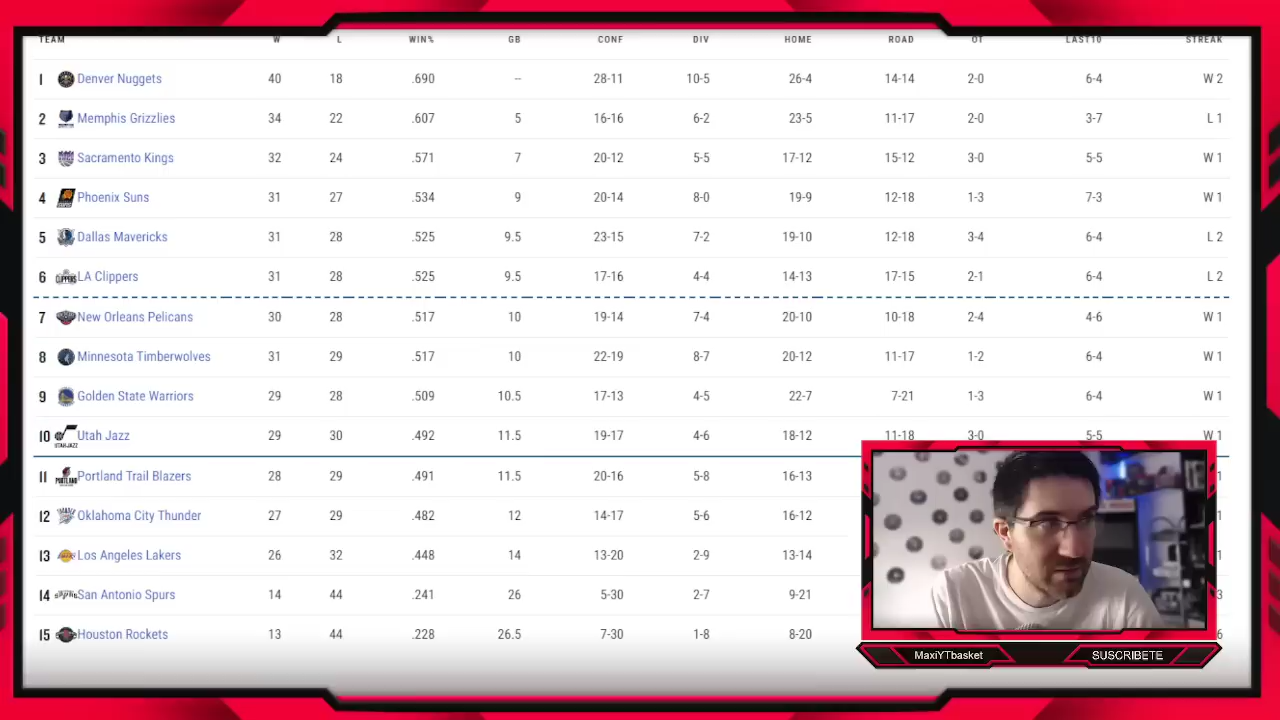 TEAM W L WIN% GB CONF DIV HOME ROAD OT LAST10 STREAK
1 Denver Nuggets 40 18 .690 -- 28-11 10-5 26-4 14-14 2-0 6-4 W 2
2 Memphis Grizzlies 34 22 .607 5 16-16 6-2 23-5 11-17 2-0 3-7 L 1
3 Sacramento Kings 32 24 .571 7 20-12 5-5 17-12 15-12 3-0 5-5 W 1
4 Phoenix Suns 31 27 .534 9 20-14 8-0 19-9 12-18 1-3 7-3 W 1
5 Dallas Mavericks 31 28 .525 9.5 23-15 7-2 19-10 12-18 3-4 6-4 L 2
6 LA Clippers 31 28 .525 9.5 17-16 4-4 14-13 17-15 2-1 6-4 L 2
7 New Orleans Pelicans 30 28 .517 10 19-14 7-4 20-10 10-18 2-4 4-6 W 1
8 Minnesota Timberwolves 31 29 .517 10 22-19 8-7 20-12 11-17 1-2 6-4 W 1
9 Golden State Warriors 29 28 .509 10.5 17-13 4-5 22-7 7-21 1-3 6-4 W 1
10 Utah Jazz 29 30 .492 11.5 19-17 4-6 18-12 11-18 3-0 5-5 W 1
11 Portland Trail Blazers 28 29 .491 11.5 20-16 5-8 16-13 1
12 Oklahoma City Thunder 27 29 .482 12 14-17 5-6 16-12 1
13 Los Angeles Lakers 26 32 .448 14 13-20 2-9 13-14 1
14 San Antonio Spurs 14 44 .241 26 5-30 2-7 9-21 3
15 Houston Rockets 13 44 .228 26.5 7-30 1-8 8-20 6
MaxiYTbasket SUSCRIBETE